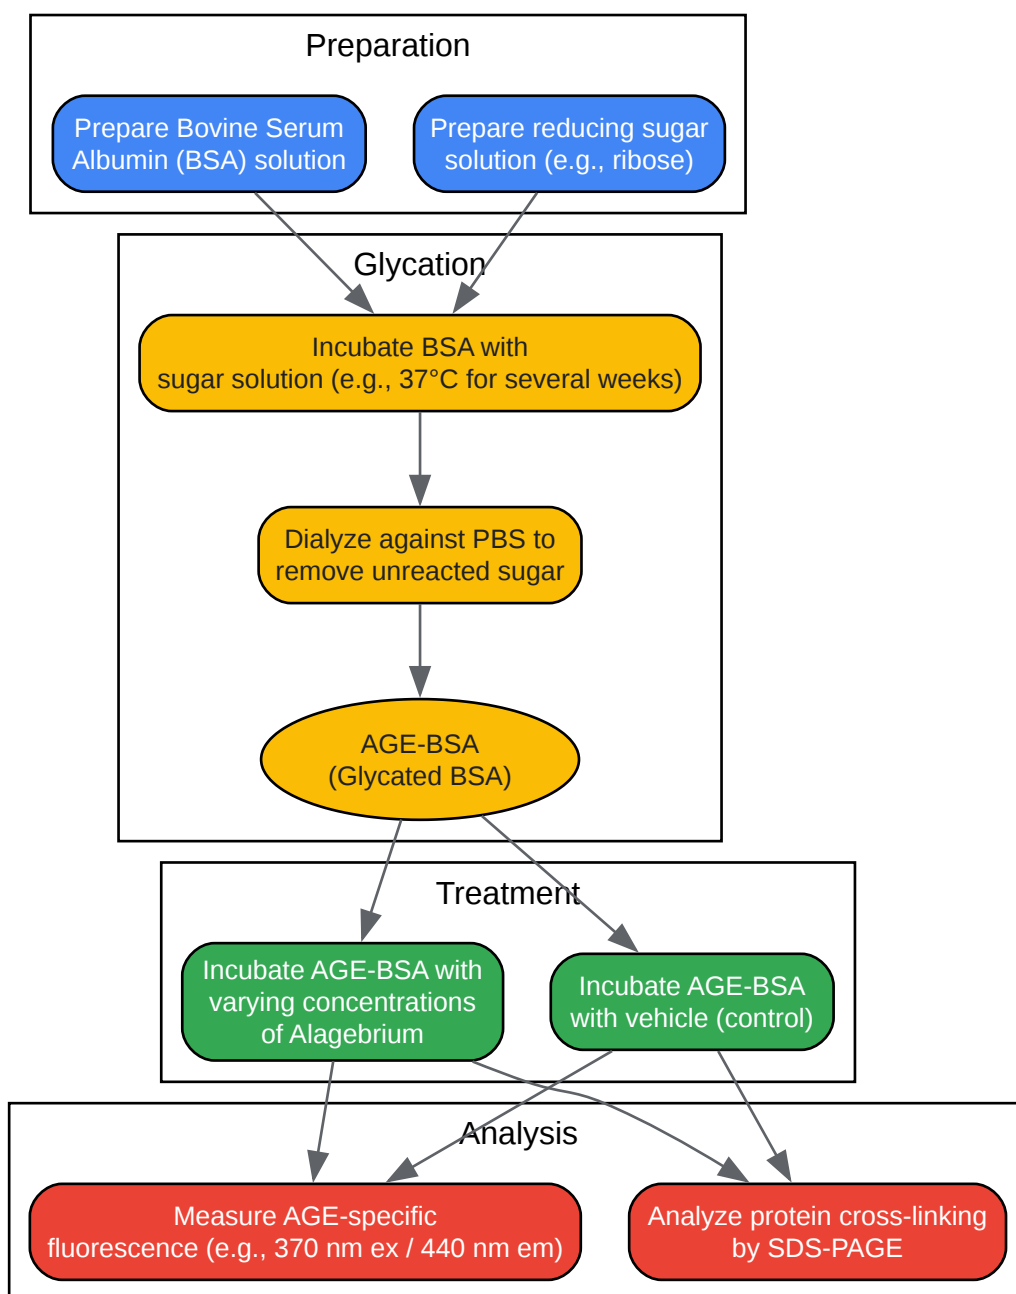 Preparation
Prepare Bovine Serum
Albumin (BSA) solution
Prepare reducing sugar
solution (e.g., ribose)
Glycation
Incubate BSA with
sugar solution (e.g., 37°C for several weeks)
Dialyze against PBS to
remove unreacted sugar
AGE-BSA
(Glycated BSA)
Treatment
Incubate AGE-BSA with
varying concentrations
of Alagebrium
Incubate AGE-BSA
with vehicle (control)
Analysis
Measure AGE-specific
fluorescence (e.g., 370 nm ex / 440 nm em)
Analyze protein cross-linking
by SDS-PAGE